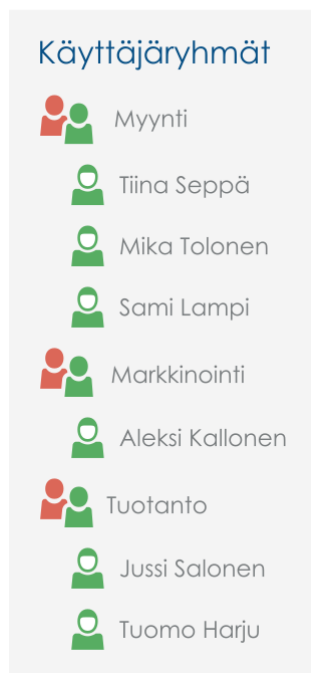 Käyttäjäryhmät
Myynti
Tiina Seppä
Mika Tolonen
Sami Lampi
Markkinointi
Aleksi Kallonen
Tuotanto
Jussi Salonen
Tuomo Harju